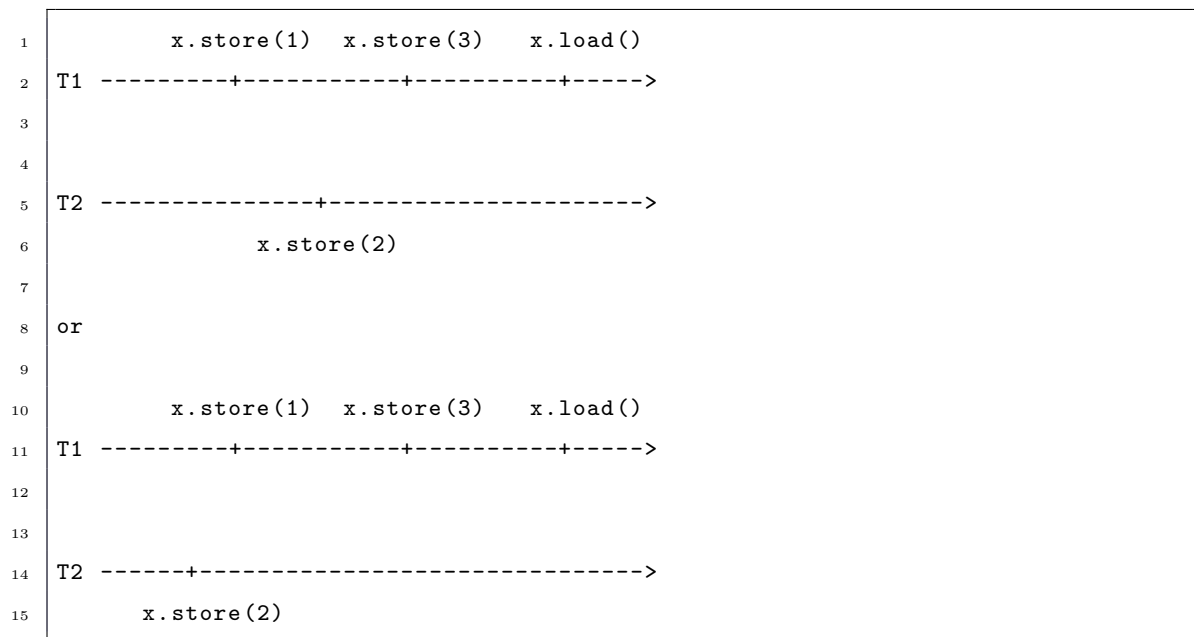 1 x.store(1) x.store(3) x.load()
2 T1 ---------+-----------+----------+----->
3
4
5 T2 ---------------+---------------------->
6 x.store(2)
7
8 or
9
10 x.store(1) x.store(3) x.load()
11 T1 ---------+-----------+----------+----->
12
13
14 T2 ------+------------------------------->
15 x.store(2)